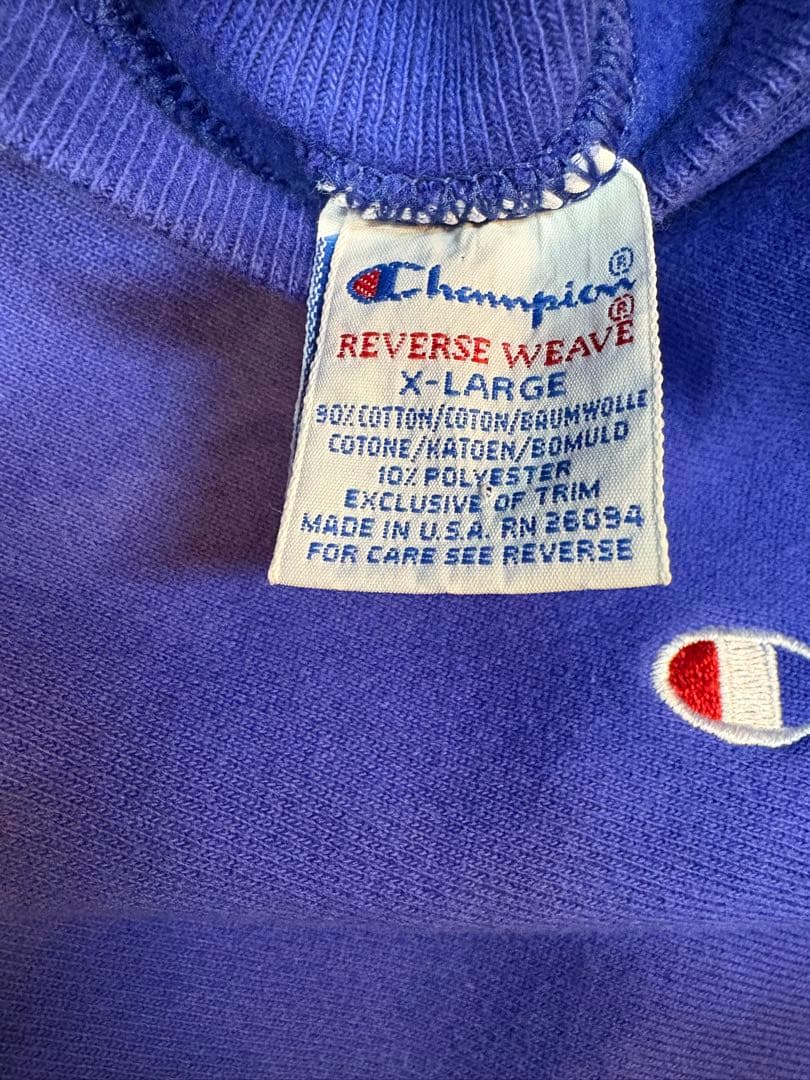 Champion®
REVERSE WEAVE®
X-LARGE
90% COTTON/COTON/BAUMWOLLE
COTONE/KATOEN/BOMULD
10% POLYESTER
EXCLUSIVE OF TRIM
MADE IN U.S.A. RN 26094
FOR CARE SEE REVERSE